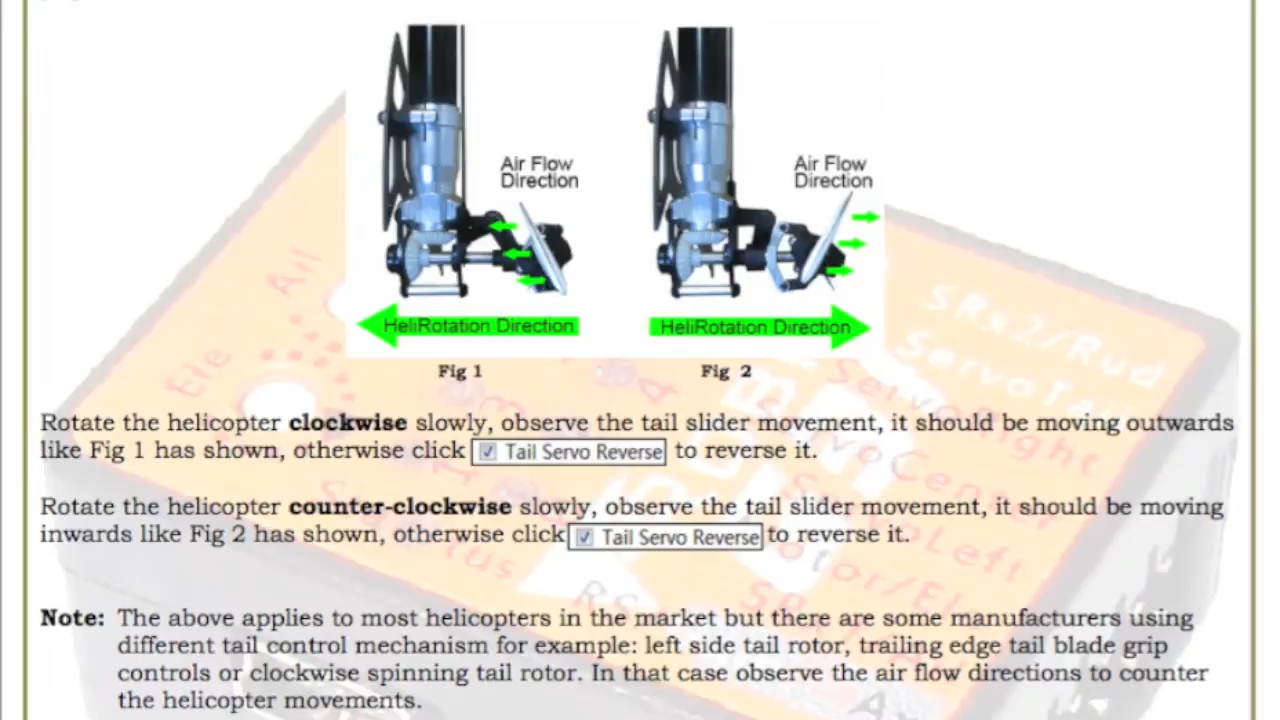 Air Flow
Direction
HeliRotation Direction
Fig 1
Air Flow
Direction
HeliRotation Direction
Fig 2
Rotate the helicopter clockwise slowly, observe the tail slider movement, it should be moving outwards
like Fig 1 has shown, otherwise click Tail Servo Reverse to reverse it.
Rotate the helicopter counter-clockwise slowly, observe the tail slider movement, it should be moving
inwards like Fig 2 has shown, otherwise click Tail Servo Reverse to reverse it.
Note: The above applies to most helicopters in the market but there are some manufacturers using
different tail control mechanism for example: left side tail rotor, trailing edge tail blade grip
controls or clockwise spinning tail rotor. In that case observe the air flow directions to counter
the helicopter movements.
Ail
Ele
SRx2/Rud